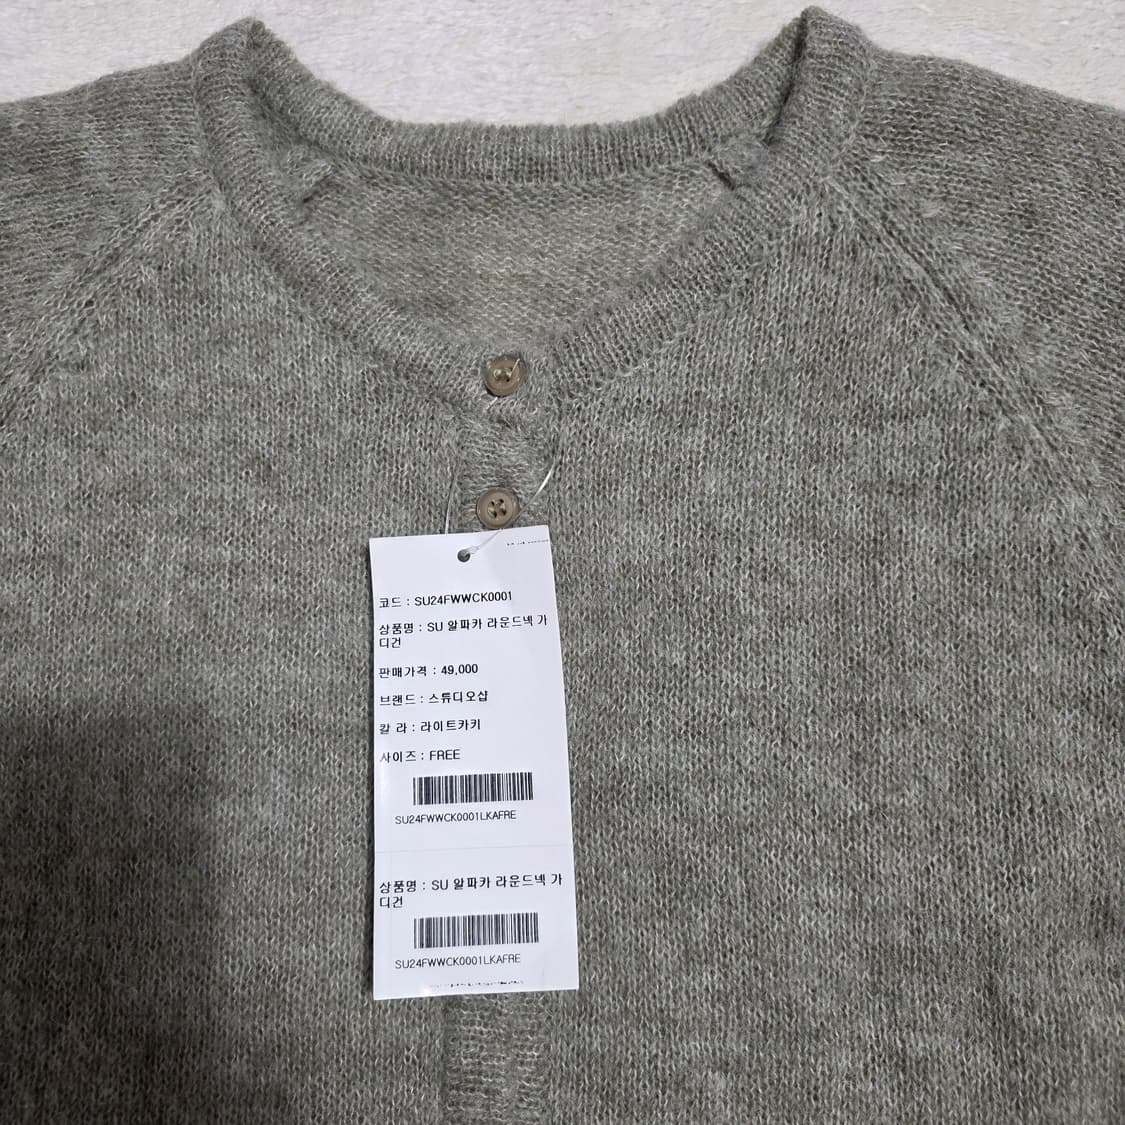 코드 : SU24FWWCK0001
상품명 : SU 알파카 라운드넥 가
디건
판매가격 : 49,000
브랜드 : 스튜디오샵
칼 라 : 라이트카키
사이즈 : FREE
SU24FWWCK0001LKAFRE
상품명 : SU 알파카 라운드넥 가
디건
SU24FWWCK0001LKAFRE